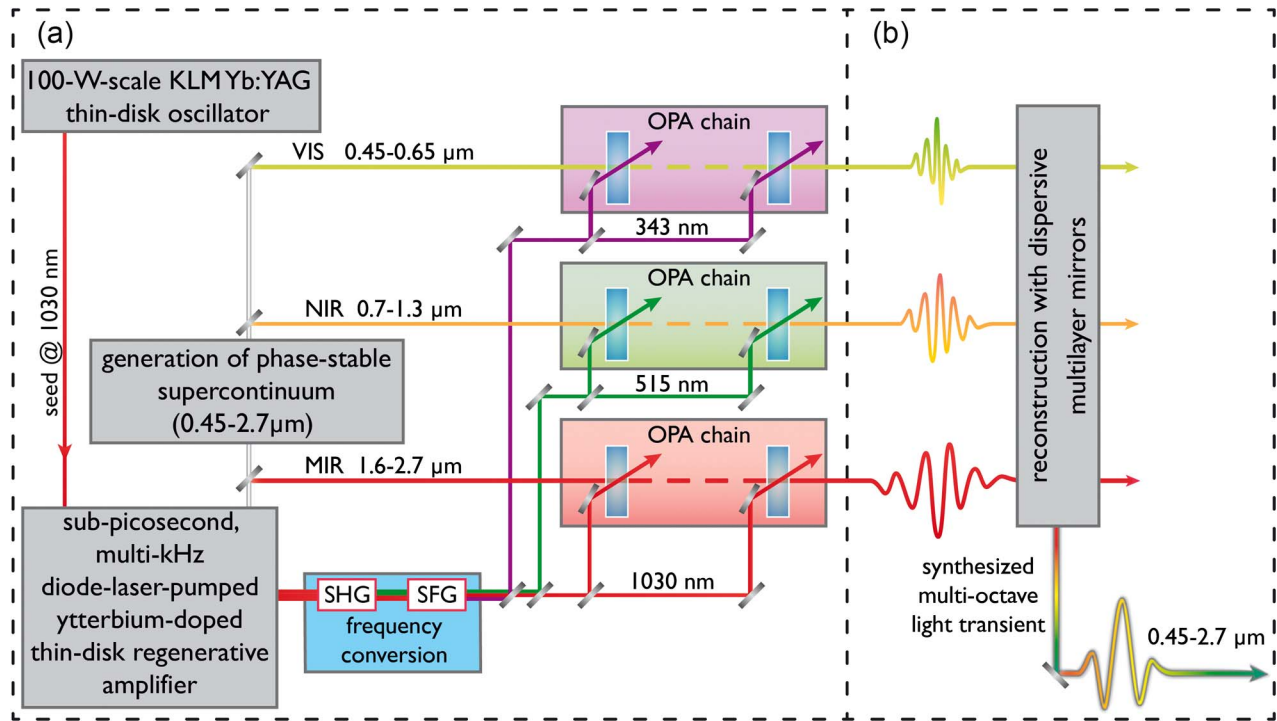 (a)
100-W-scale KLM Yb:YAG
thin-disk oscillator
seed @ 1030 nm
VIS 0.45-0.65 µm
NIR 0.7-1.3 µm
generation of phase-stable
supercontinuum
(0.45-2.7µm)
MIR 1.6-2.7 µm
sub-picosecond,
multi-kHz
diode-laser-pumped
ytterbium-doped
thin-disk regenerative
amplifier
SHG
SFG
frequency
conversion
OPA chain
343 nm
OPA chain
515 nm
OPA chain
1030 nm
(b)
reconstruction with dispersive
multilayer mirrors
synthesized
multi-octave
light transient
0.45-2.7 µm